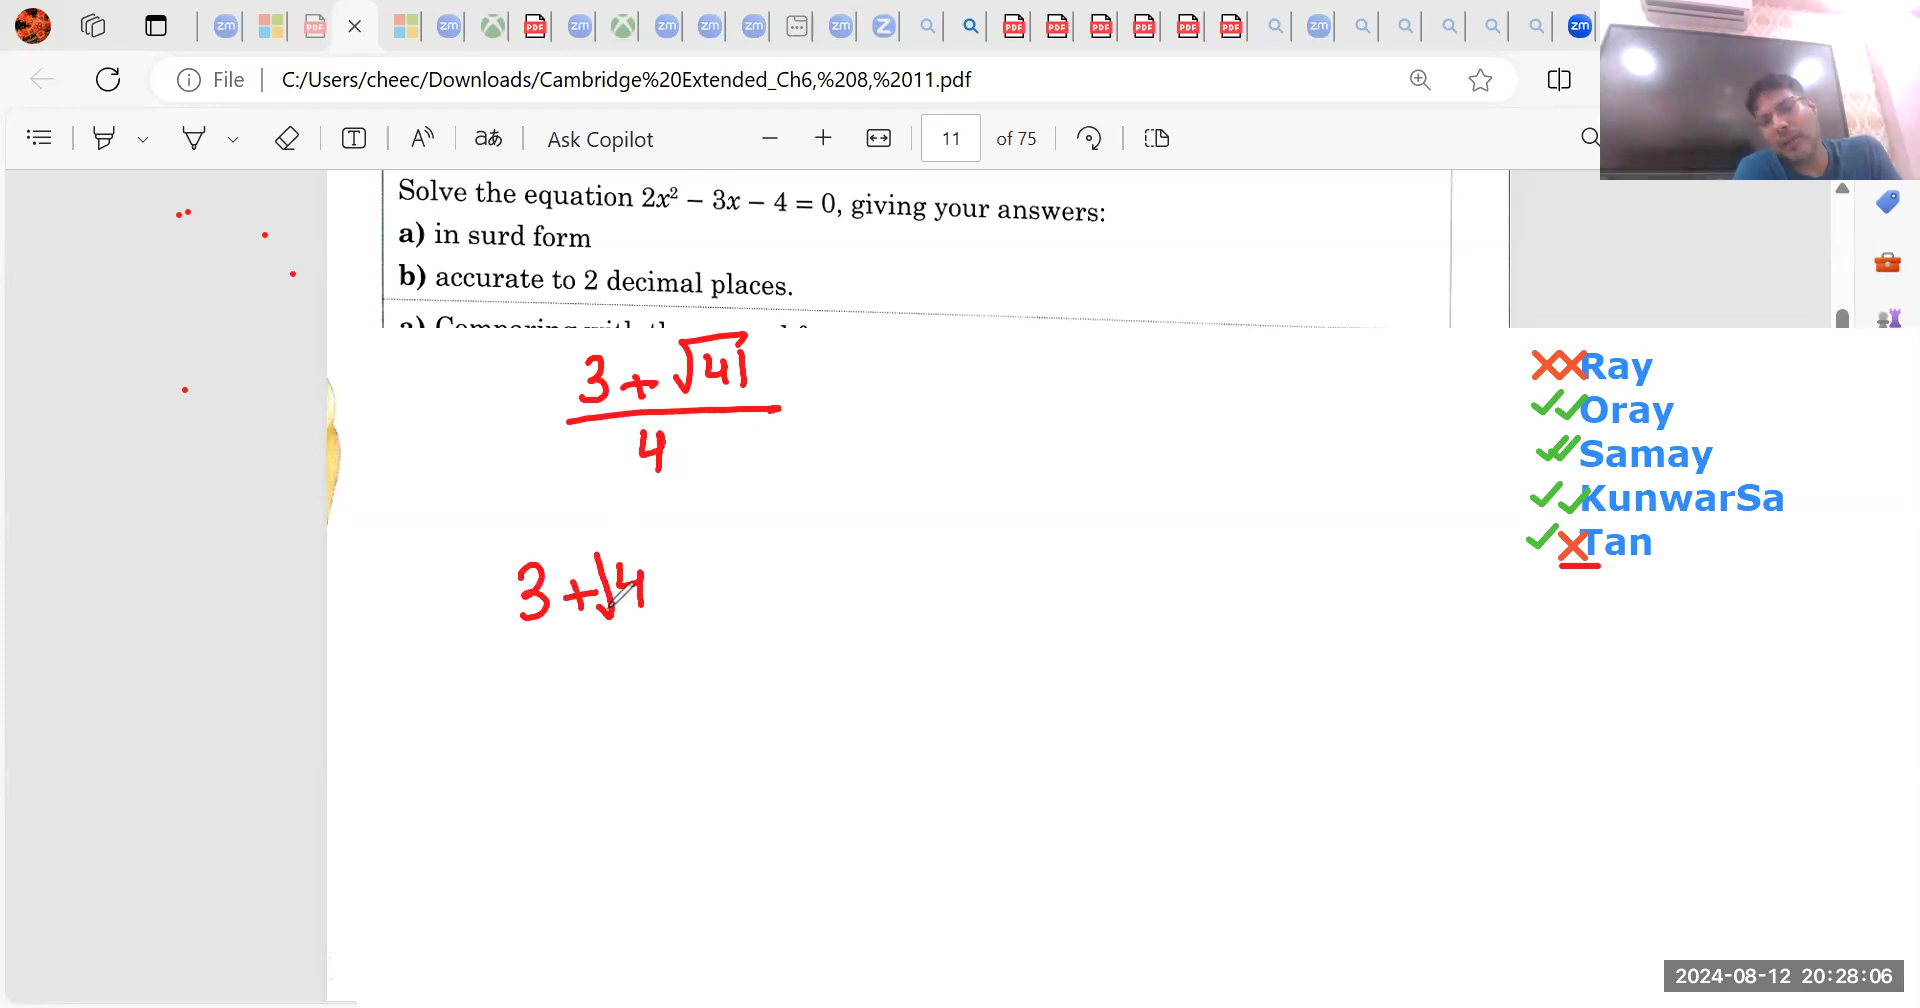 File C:/Users/cheec/Downloads/Cambridge%20Extended_Ch6,%208,%2011.pdf
Ask Copilot 11 of 75
Solve the equation 2x² − 3x − 4 = 0, giving your answers:
a) in surd form
b) accurate to 2 decimal places.
3 + √41
4
3 + √4
Ray
Oray
Samay
KunwarSa
Tan
2024-08-12 20:28:06